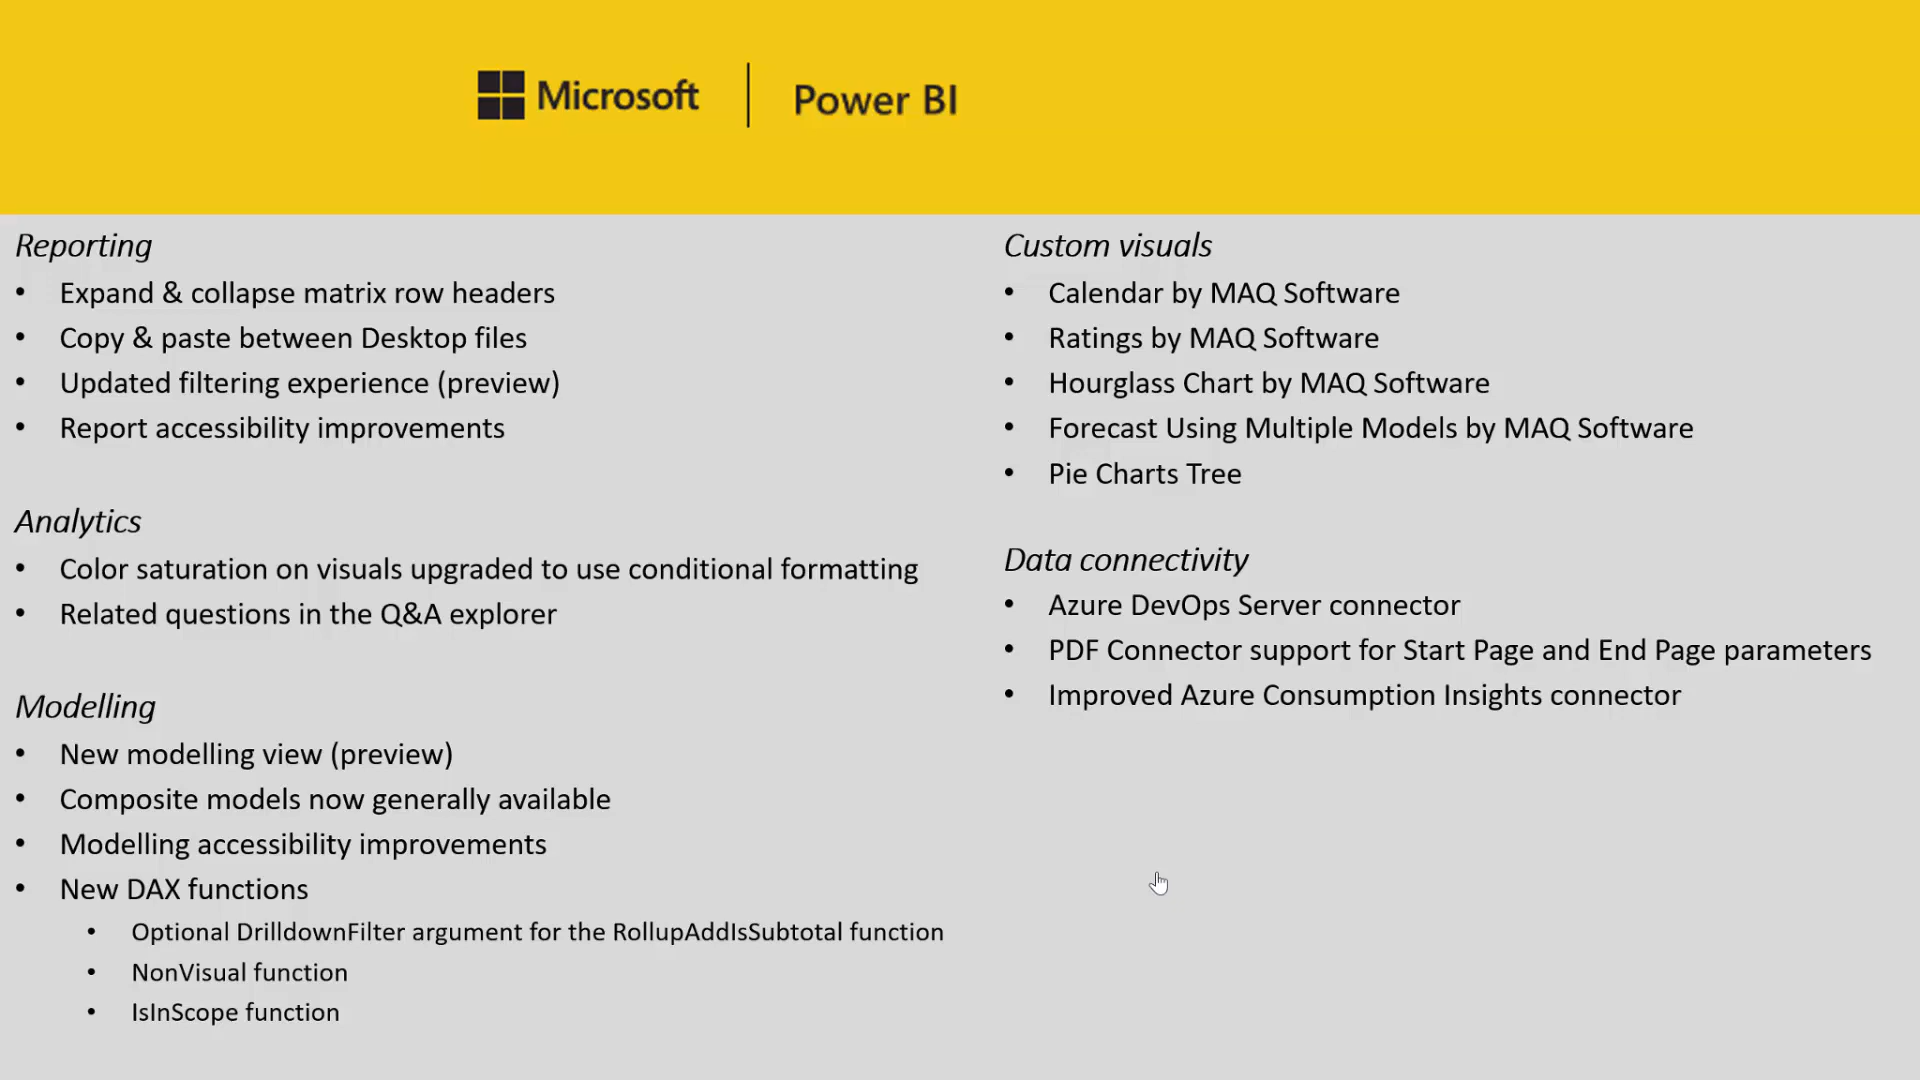 Microsoft | Power BI
Reporting
• Expand & collapse matrix row headers
• Copy & paste between Desktop files
• Updated filtering experience (preview)
• Report accessibility improvements
Analytics
• Color saturation on visuals upgraded to use conditional formatting
• Related questions in the Q&A explorer
Modelling
• New modelling view (preview)
• Composite models now generally available
• Modelling accessibility improvements
• New DAX functions
• Optional DrilldownFilter argument for the RollupAddIsSubtotal function
• NonVisual function
• IsInScope function
Custom visuals
• Calendar by MAQ Software
• Ratings by MAQ Software
• Hourglass Chart by MAQ Software
• Forecast Using Multiple Models by MAQ Software
• Pie Charts Tree
Data connectivity
• Azure DevOps Server connector
• PDF Connector support for Start Page and End Page parameters
• Improved Azure Consumption Insights connector